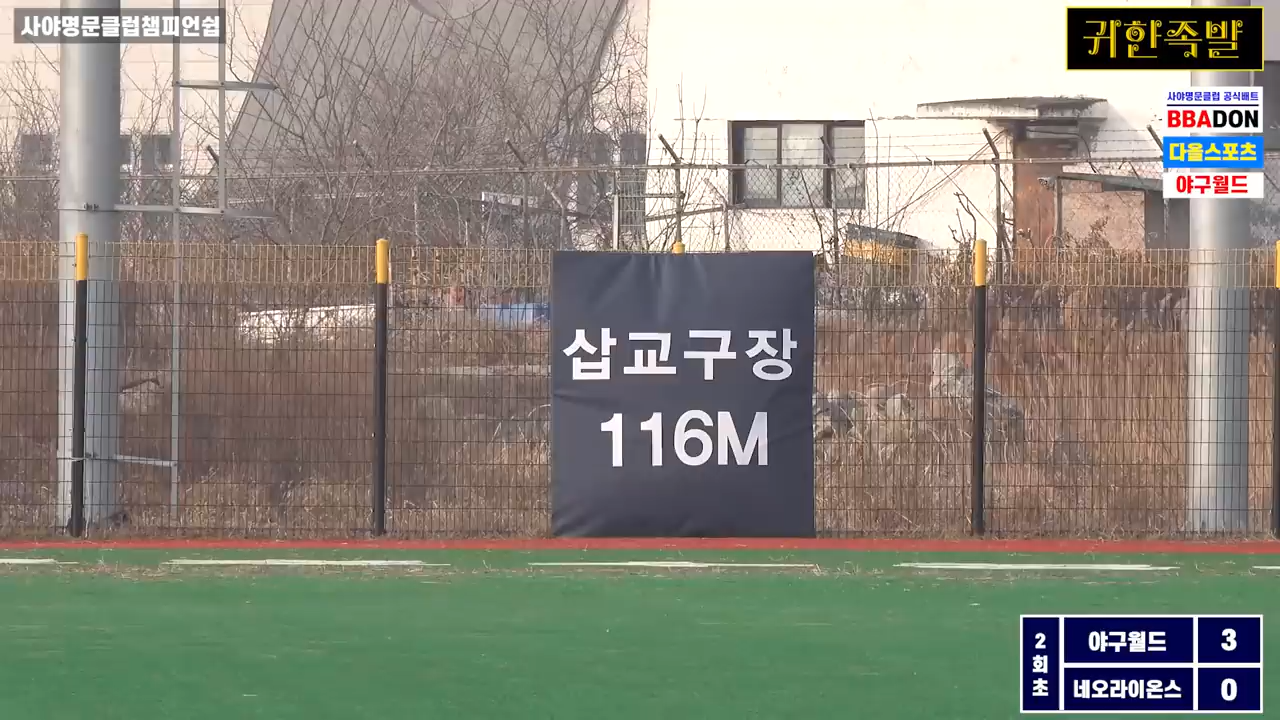 사야명문클럽챔피언쉽
귀한족발
사야명문클럽 공식배트
BBADON
다올스포츠
야구월드
삽교구장
116M
2회초
야구월드 3
네오라이온스 0